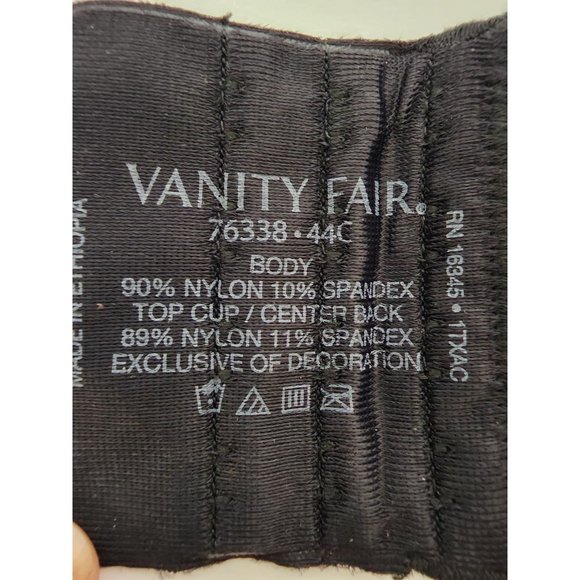 VANITY FAIR®
76338 • 44C
BODY
90% NYLON 10% SPANDEX
TOP CUP / CENTER BACK
89% NYLON 11% SPANDEX
EXCLUSIVE OF DECORATION
MADE IN ETHIOPIA
RN 16345 • 1TXAC